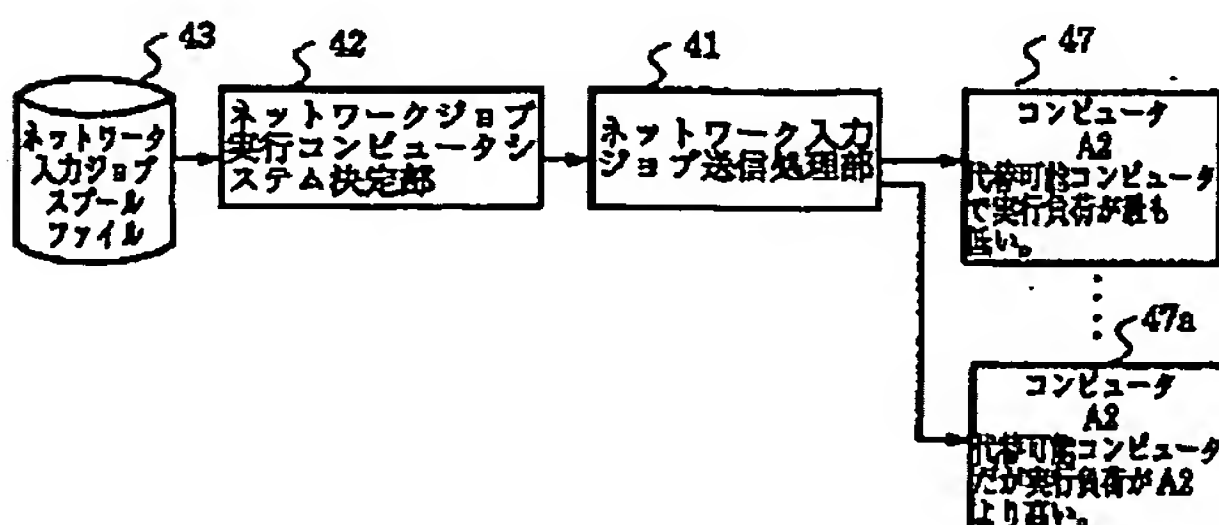 43
ネットワーク
入力ジョブ
スプール
ファイル
42
ネットワークジョブ
実行コンピュータシ
ステム決定部
41
ネットワーク入力
ジョブ送信処理部
47
コンピュータ
A2
代替可能コンピュータ
で実行負荷が最も
低い。
47a
コンピュータ
A2
代替可能コンピュータ
だが実行負荷がA2
より高い。